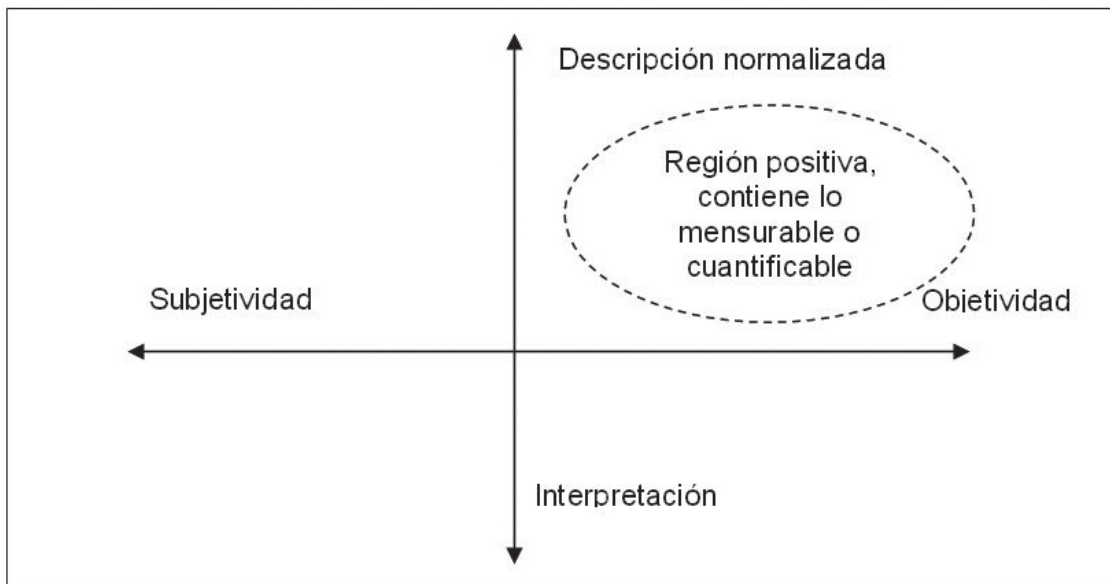 Descripción normalizada
Región positiva,
contiene lo
mensurable o
cuantificable
Subjetividad
Objetividad
Interpretación